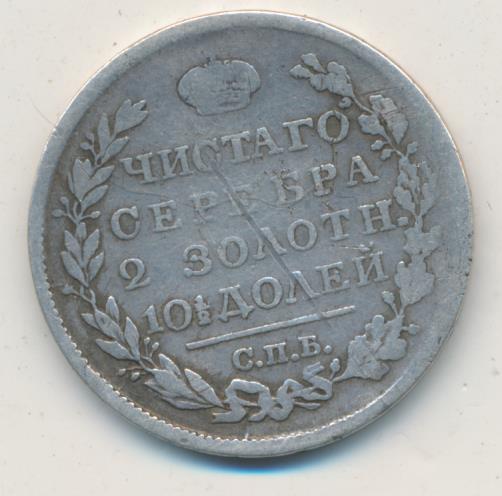 ЧИСТАГО
СЕРЕБРА
2 ЗОЛОТН.
10½ ДОЛЕЙ
С.П.Б.